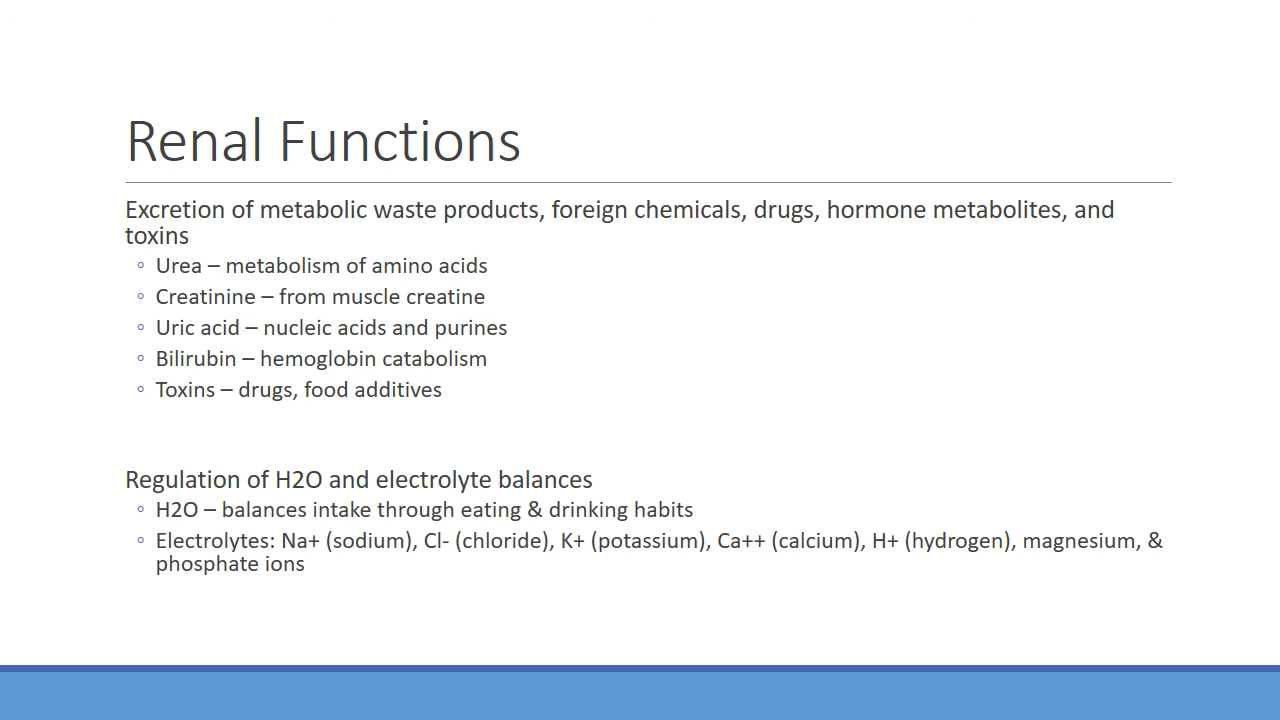 Renal Functions
Excretion of metabolic waste products, foreign chemicals, drugs, hormone metabolites, and
toxins
◦ Urea – metabolism of amino acids
◦ Creatinine – from muscle creatine
◦ Uric acid – nucleic acids and purines
◦ Bilirubin – hemoglobin catabolism
◦ Toxins – drugs, food additives
Regulation of H2O and electrolyte balances
◦ H2O – balances intake through eating & drinking habits
◦ Electrolytes: Na+ (sodium), Cl- (chloride), K+ (potassium), Ca++ (calcium), H+ (hydrogen), magnesium, &
phosphate ions